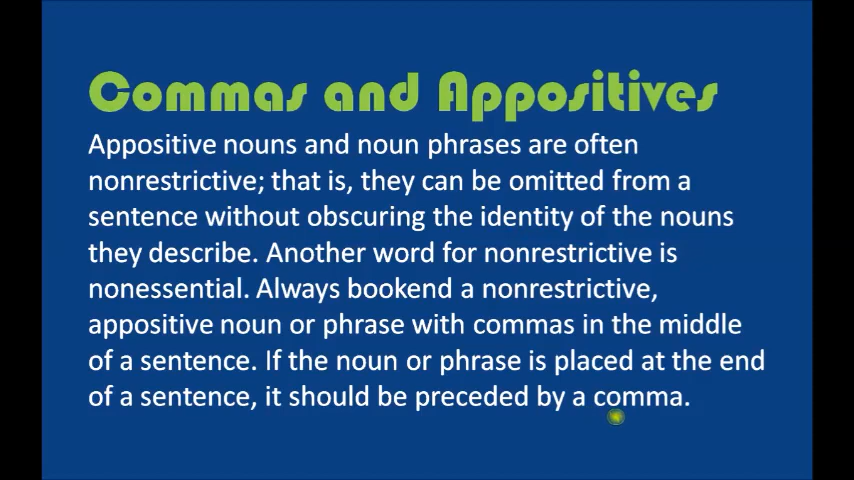 Commas and Appositives
Appositive nouns and noun phrases are often
nonrestrictive; that is, they can be omitted from a
sentence without obscuring the identity of the nouns
they describe. Another word for nonrestrictive is
nonessential. Always bookend a nonrestrictive,
appositive noun or phrase with commas in the middle
of a sentence. If the noun or phrase is placed at the end
of a sentence, it should be preceded by a comma.